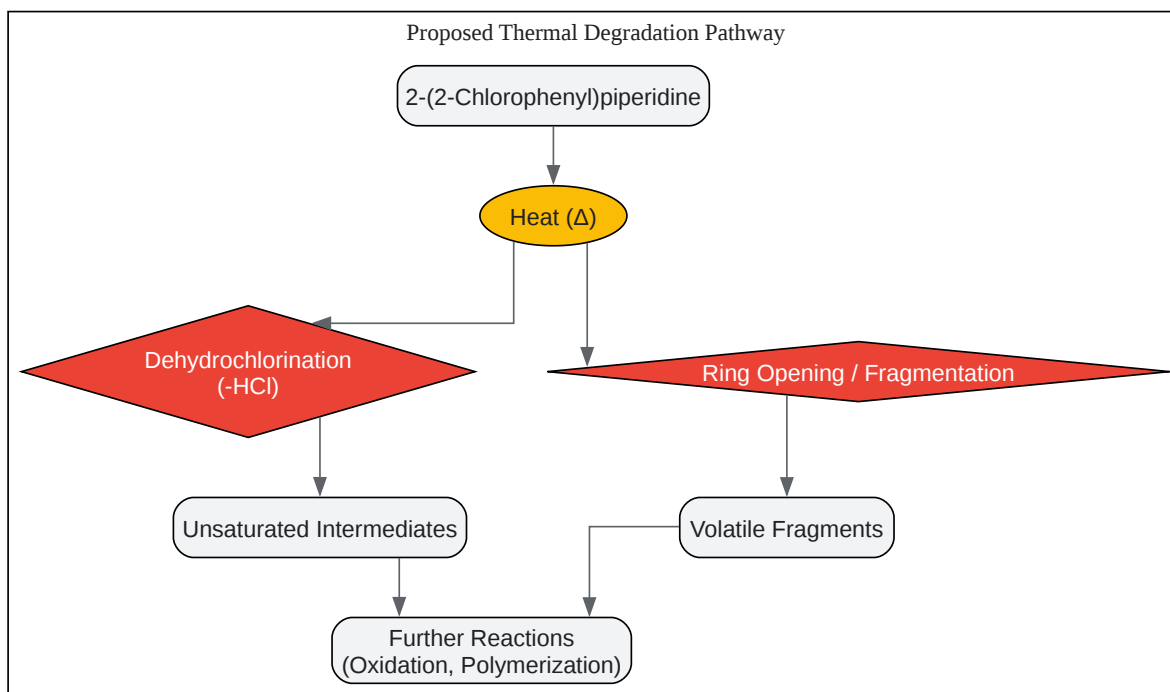 Proposed Thermal Degradation Pathway
2-(2-Chlorophenyl)piperidine
Heat (Δ)
Dehydrochlorination
(-HCl)
Ring Opening / Fragmentation
Unsaturated Intermediates
Volatile Fragments
Further Reactions
(Oxidation, Polymerization)